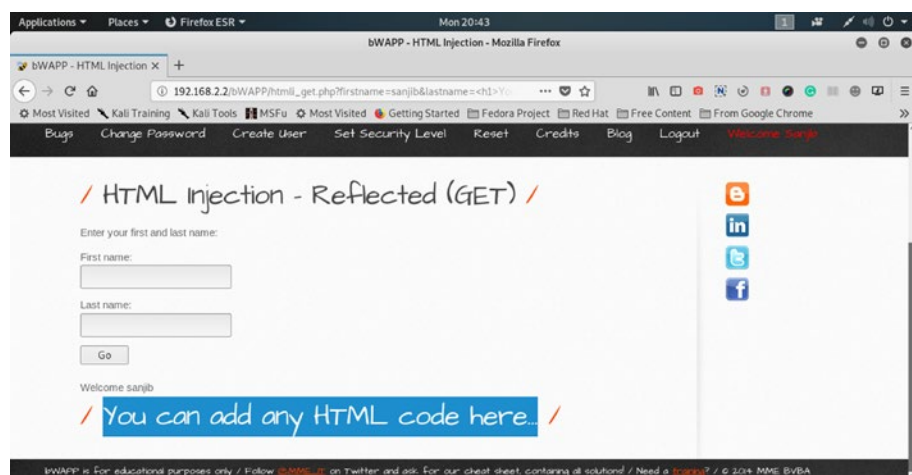 Applications Places Firefox ESR Mon 20:43 1
bWAPP - HTML Injection - Mozilla Firefox
bWAPP - HTML Injection × +
192.168.2.2/bWAPP/htmli_get.php?firstname=sanjib&lastname=<h1>Yo
Most Visited Kali Training Kali Tools MSFu Most Visited Getting Started Fedora Project Red Hat Free Content From Google Chrome »
Bugs Change Password Create User Set Security Level Reset Credits Blog Logout Welcome Sanjib
/ HTML Injection - Reflected (GET) /
Enter your first and last name:
First name:
Last name:
Go
Welcome sanjib
/ You can add any HTML code here... /
bWAPP is for educational purposes only / Follow @MME_IT on Twitter and ask for our cheat sheet, containing all solutions! / Need a training? / © 2014 MME BVBA